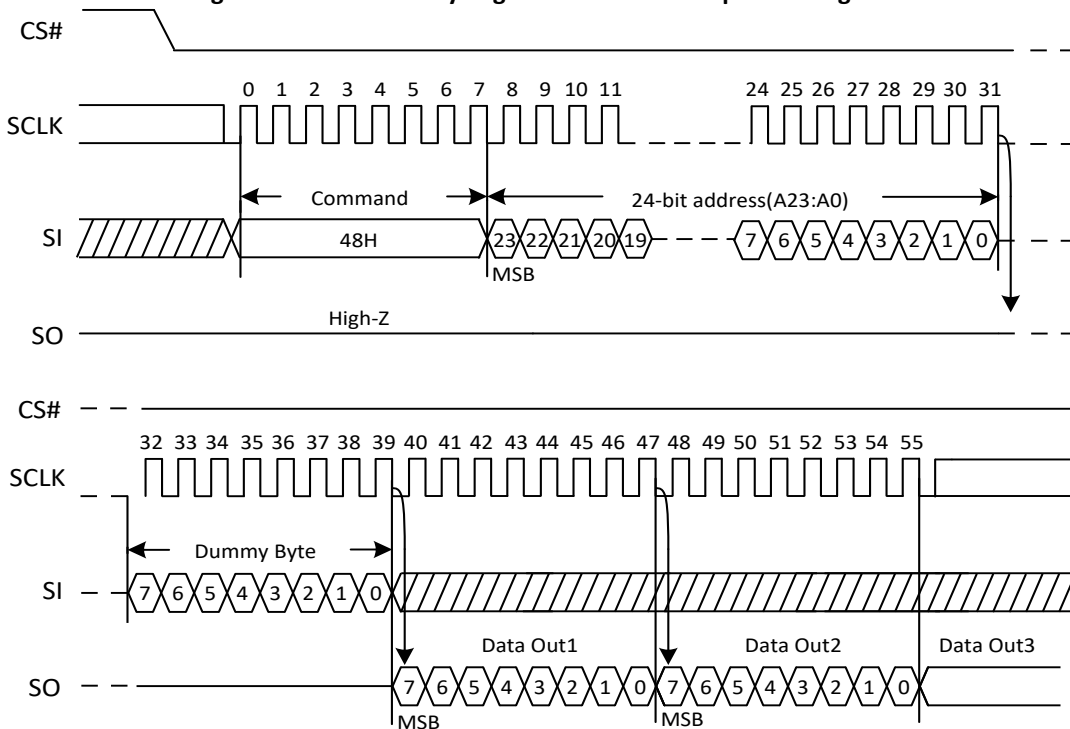 CS#
0 1 2 3 4 5 6 7 8 9 10 11 24 25 26 27 28 29 30 31
SCLK
Command 24-bit address(A23:A0)
SI 48H 23 22 21 20 19 7 6 5 4 3 2 1 0
MSB
High-Z
SO
CS#
32 33 34 35 36 37 38 39 40 41 42 43 44 45 46 47 48 49 50 51 52 53 54 55
SCLK
Dummy Byte
SI 7 6 5 4 3 2 1 0
Data Out1 Data Out2 Data Out3
SO 7 6 5 4 3 2 1 0 7 6 5 4 3 2 1 0
MSB MSB